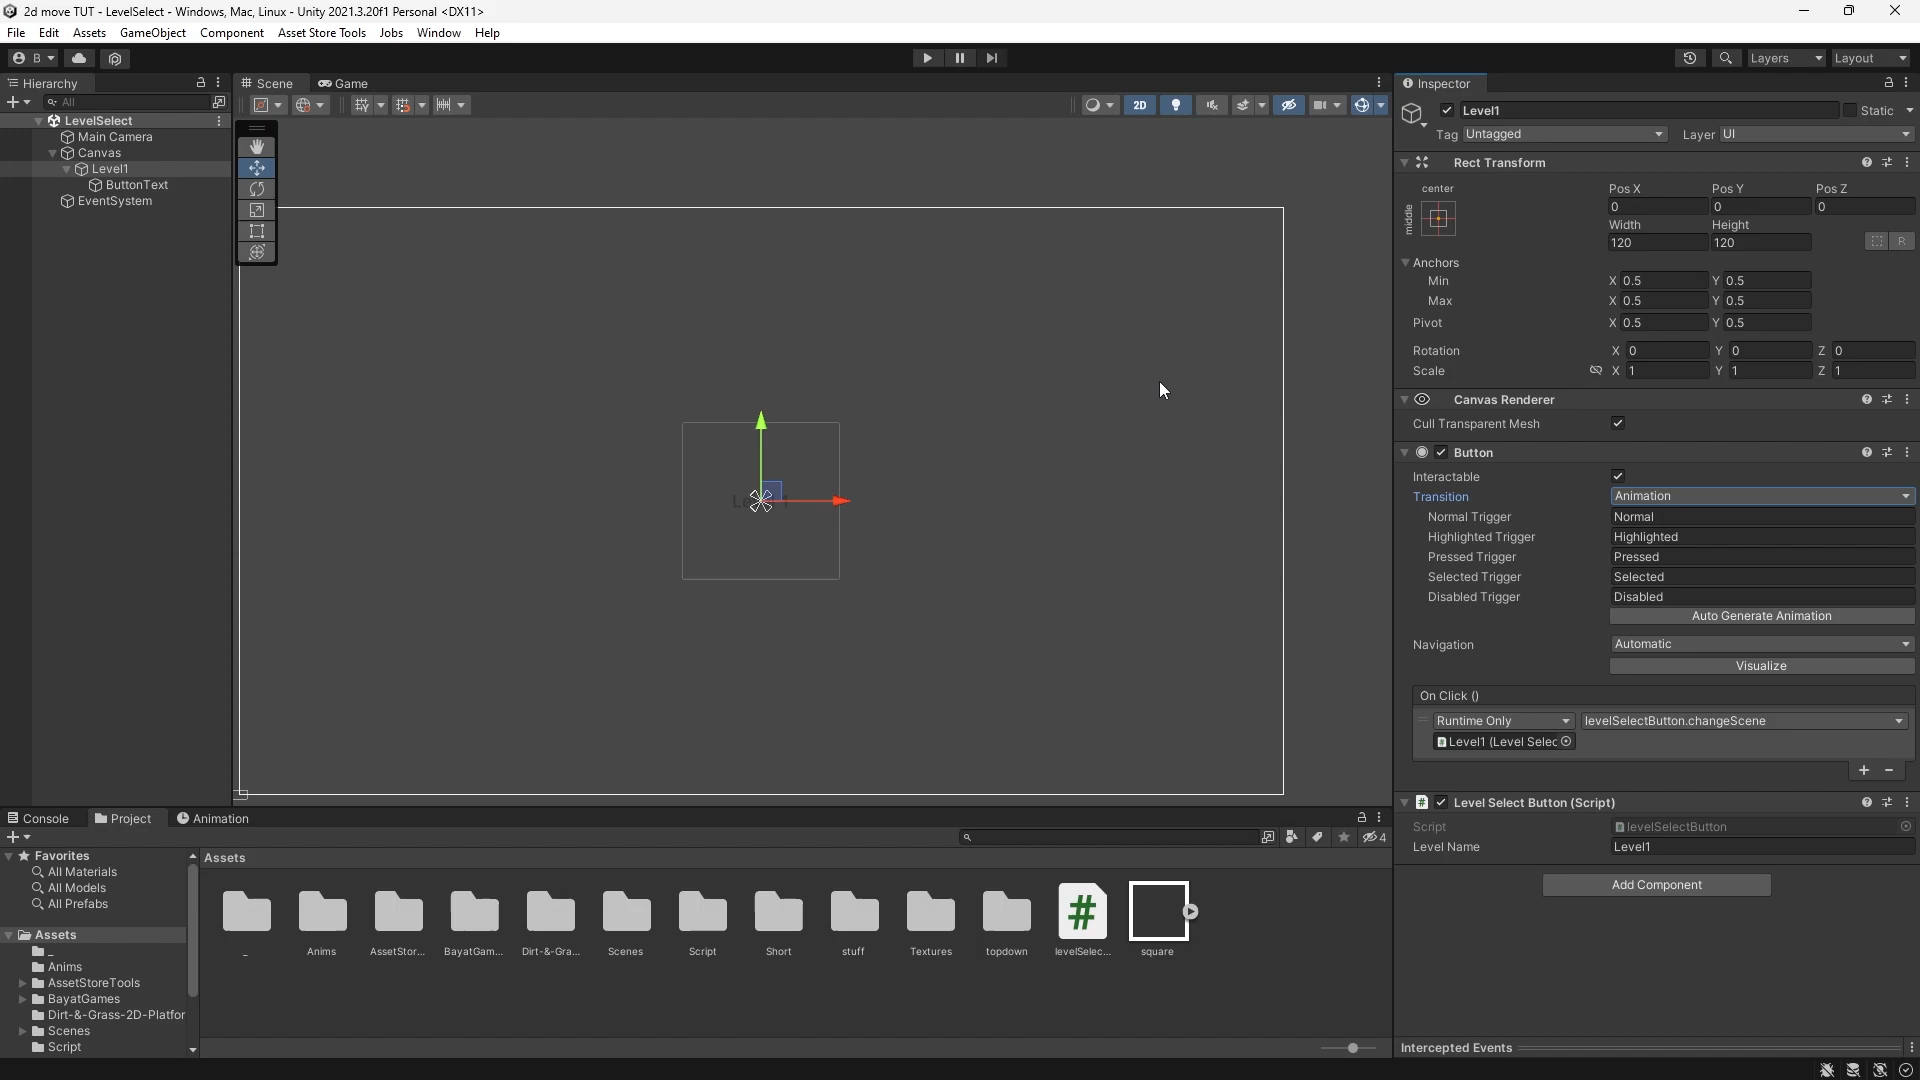 2d move TUT - LevelSelect - Windows, Mac, Linux - Unity 2021.3.20f1 Personal <DX11>
File Edit Assets GameObject Component Asset Store Tools Jobs Window Help
B Layers Layout
Hierarchy
All
LevelSelect
Main Camera
Canvas
Level1
ButtonText
EventSystem
Scene Game
2D
Inspector
Level1 Static
Tag Untagged Layer UI
Rect Transform
center
middle
Pos X Pos Y Pos Z
0 0 0
Width Height
120 120
R
Anchors
Min X 0.5 Y 0.5
Max X 0.5 Y 0.5
Pivot X 0.5 Y 0.5
Rotation X 0 Y 0 Z 0
Scale X 1 Y 1 Z 1
Canvas Renderer
Cull Transparent Mesh
Button
Interactable
Transition Animation
Normal Trigger Normal
Highlighted Trigger Highlighted
Pressed Trigger Pressed
Selected Trigger Selected
Disabled Trigger Disabled
Auto Generate Animation
Navigation Automatic
Visualize
On Click ()
Runtime Only levelSelectButton.changeScene
Level1 (Level Selec
+ −
# Level Select Button (Script)
Script levelSelectButton
Level Name Level1
Add Component
Intercepted Events
Console Project Animation
4
Favorites
All Materials
All Models
All Prefabs
Assets
_
Anims
AssetStoreTools
BayatGames
Dirt-&-Grass-2D-Platfor
Scenes
Script
Assets
#
_ Anims AssetStor... BayatGam... Dirt-&-Gra... Scenes Script Short stuff Textures topdown levelSelec... square